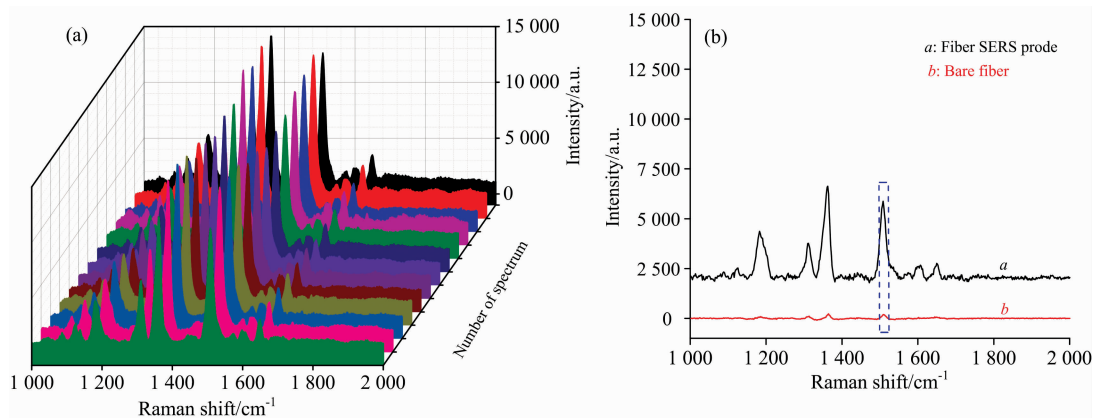 (a)
15 000
10 000
5 000
0
Intensity/a.u.
Number of spectrum
1 000 1 200 1 400 1 600 1 800 2 000
Raman shift/cm⁻¹
(b)
15 000
12 500
10 000
7 500
5 000
2 500
0
Intensity/a.u.
a: Fiber SERS prode
b: Bare fiber
a
b
1 000 1 200 1 400 1 600 1 800 2 000
Raman shift/cm⁻¹